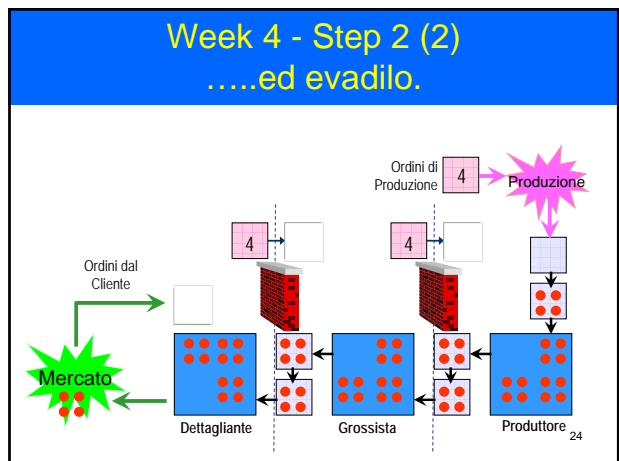 Week 4 - Step 2 (2)
…..ed evadilo.
Ordini di
Produzione
4
Produzione
4
4
Ordini dal
Cliente
Mercato
Dettagliante
Grossista
Produttore
24